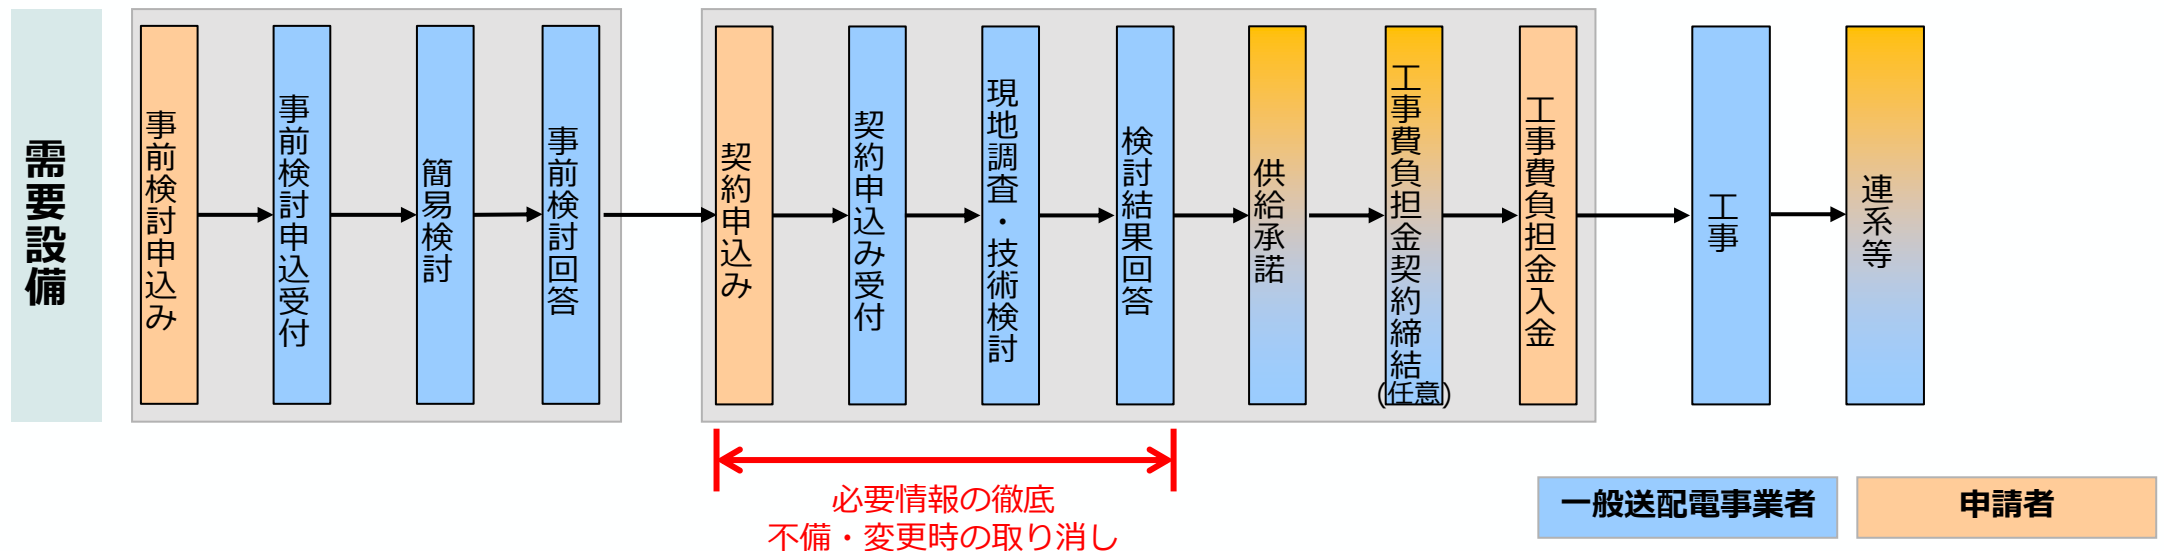 需要設備
事前検討申込み
事前検討申込受付
簡易検討
事前検討回答
契約申込み
契約申込み受付
現地調査・技術検討
検討結果回答
供給承諾
工事費負担金契約締結
(任意)
工事費負担金入金
工事
連系等
必要情報の徹底
不備・変更時の取り消し
一般送配電事業者
申請者